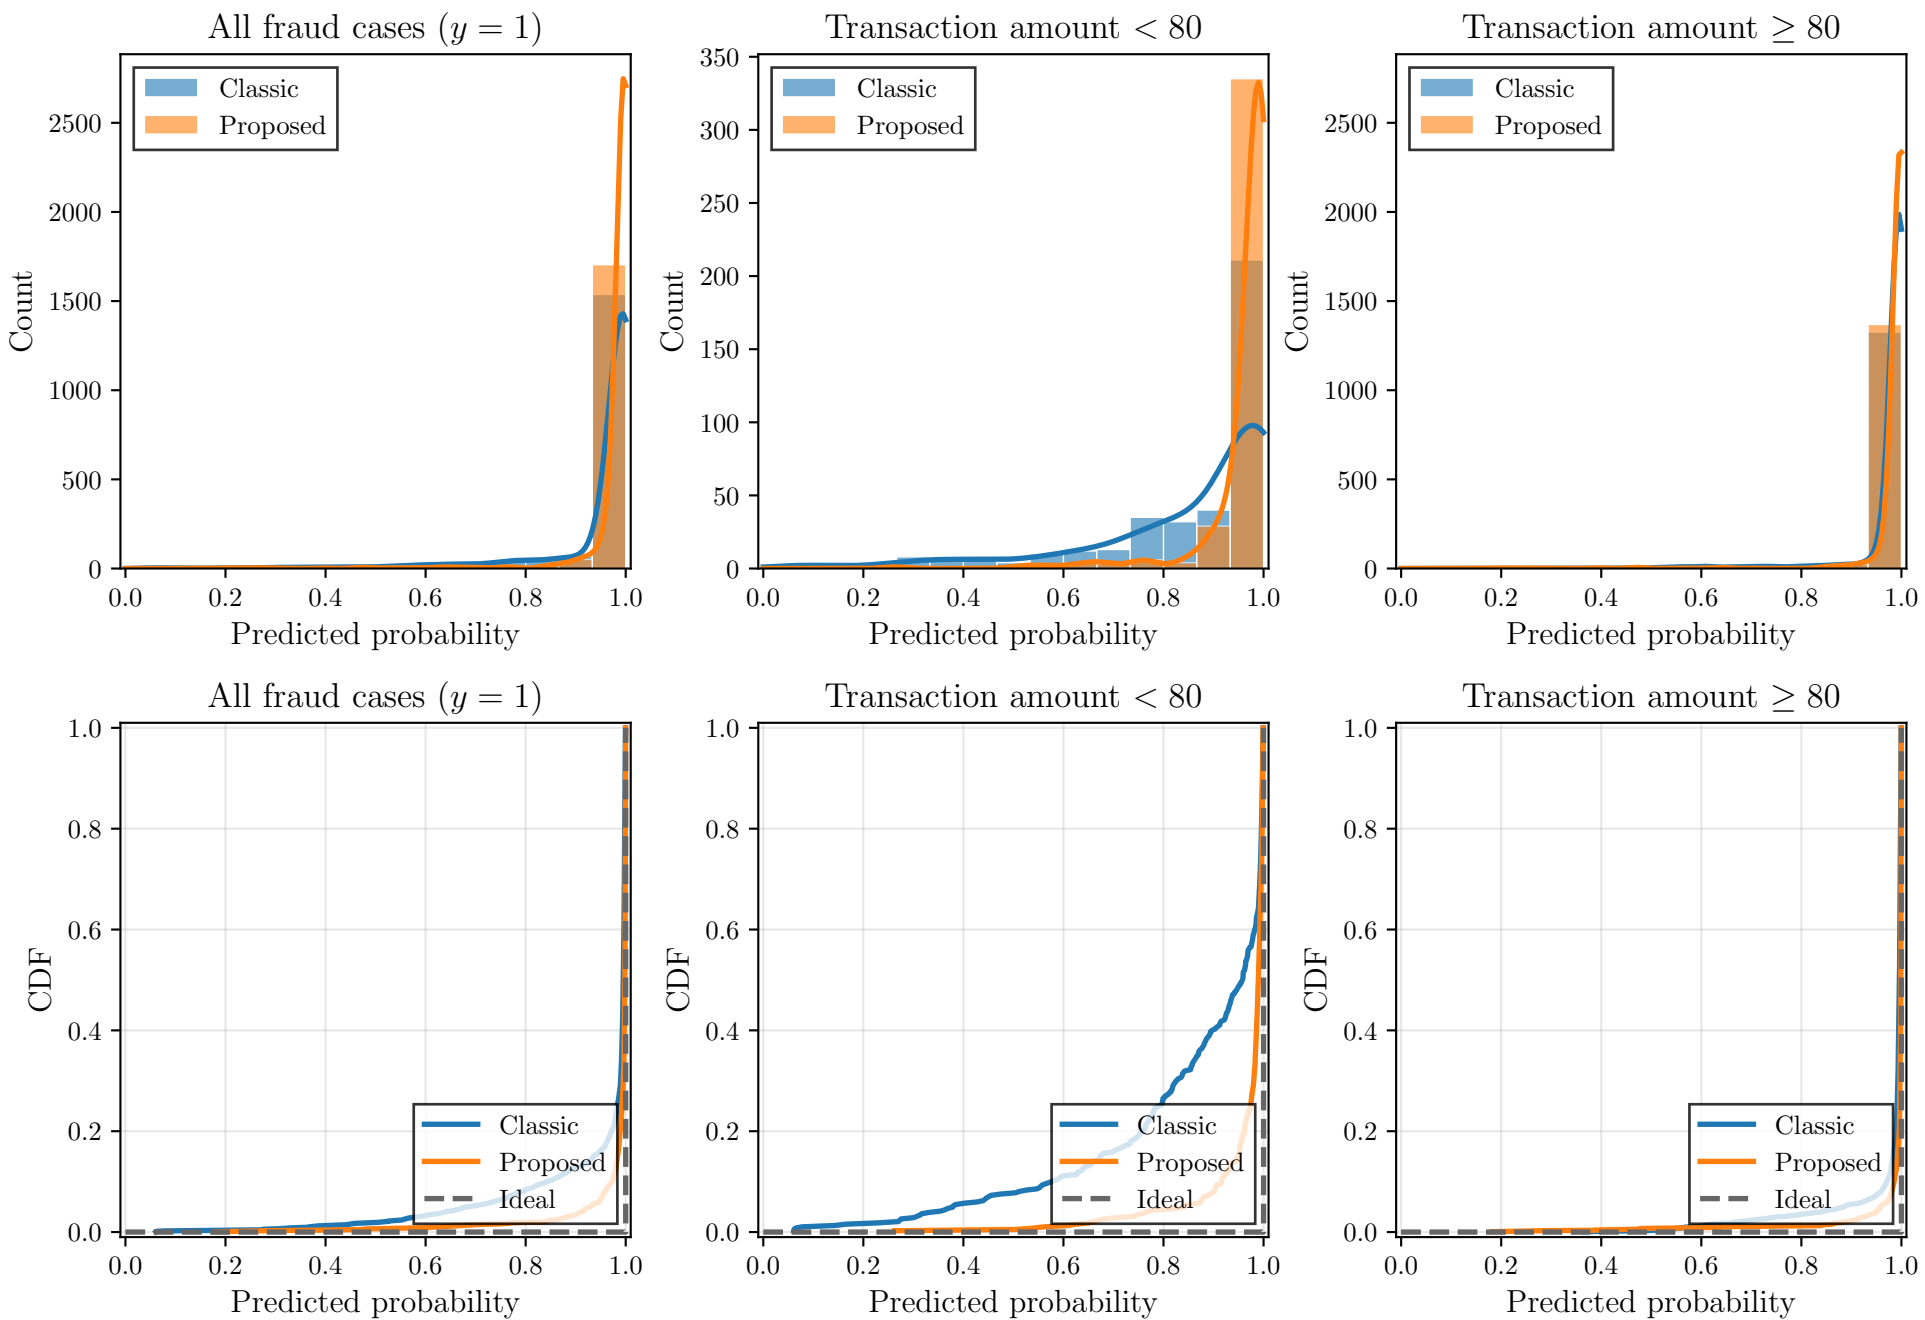 All fraud cases (y = 1)
Transaction amount < 80
Transaction amount ≥ 80
Classic
Proposed
Classic
Proposed
Classic
Proposed
Count
2500
2000
1500
1000
500
0
Count
350
300
250
200
150
100
50
0
Count
2500
2000
1500
1000
500
0
0.0 0.2 0.4 0.6 0.8 1.0
0.0 0.2 0.4 0.6 0.8 1.0
0.0 0.2 0.4 0.6 0.8 1.0
Predicted probability
Predicted probability
Predicted probability
All fraud cases (y = 1)
Transaction amount < 80
Transaction amount ≥ 80
CDF
1.0
0.8
0.6
0.4
0.2
0.0
CDF
1.0
0.8
0.6
0.4
0.2
0.0
CDF
1.0
0.8
0.6
0.4
0.2
0.0
Classic
Proposed
Ideal
Classic
Proposed
Ideal
Classic
Proposed
Ideal
0.0 0.2 0.4 0.6 0.8 1.0
0.0 0.2 0.4 0.6 0.8 1.0
0.0 0.2 0.4 0.6 0.8 1.0
Predicted probability
Predicted probability
Predicted probability